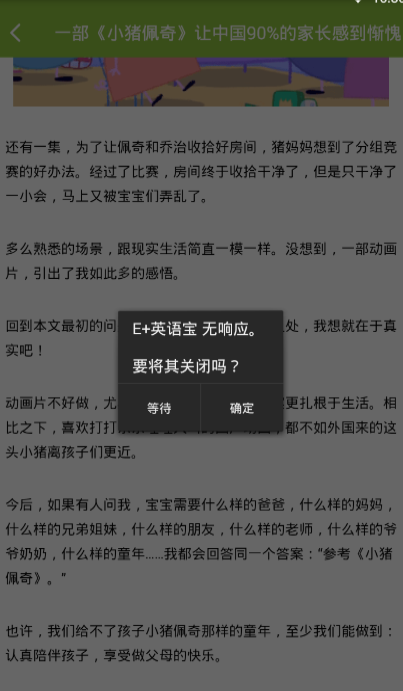 一部《小猪佩奇》让中国90%的家长感到惭愧
还有一集，为了让佩奇和乔治收拾好房间，猪妈妈想到了分组竞
赛的好办法。经过了比赛，房间终于收拾干净了，但是只干净了
一小会，马上又被宝宝们弄乱了。
多么熟悉的场景，跟现实生活简直一模一样。没想到，一部动画
片，引出了我如此多的感悟。
回到本文最初的问
处，我想就在于真
实吧！
E+英语宝 无响应。
要将其关闭吗？
等待
确定
动画片不好做，尤
更扎根于生活。相
比之下，喜欢打打
都不如外国来的这
头小猪离孩子们更近。
今后，如果有人问我，宝宝需要什么样的爸爸，什么样的妈妈，
什么样的兄弟姐妹，什么样的朋友，什么样的老师，什么样的爷
爷奶奶，什么样的童年......我都会回答同一个答案：“参考《小猪
佩奇》。”
也许，我们给不了孩子小猪佩奇那样的童年，至少我们能做到：
认真陪伴孩子，享受做父母的快乐。